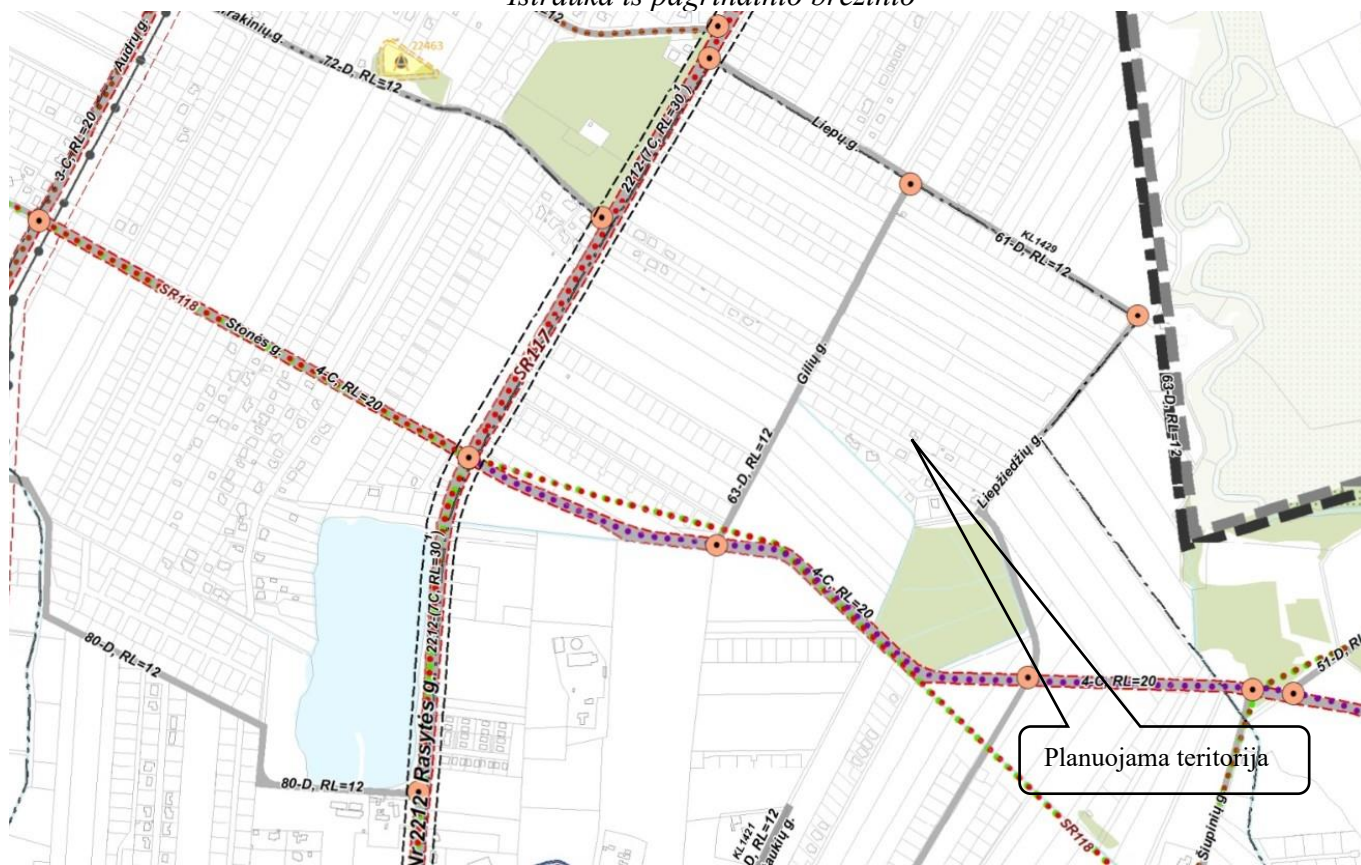 Ištrauka iš pagrindinio brėžinio
Audrų g.
3-C, RL=20
22463
72-D, RL=12
2212-(7C, RL=30)
Liepų g.
KL1429
61-D, RL=12
SR118
Stonės g.
4-C, RL=20
SR117
Gilių g.
63-D, RL=12
63-D, RL=12
Liepžiedžių g.
80-D, RL=12
2212-(7C, RL=30)
4-C, RL=20
4-C, RL=20
80-D, RL=12
Nr.2212 Rasytės g.
Planuojama teritorija
KL1421
D, RL=12
SR118
Šiupinių g.